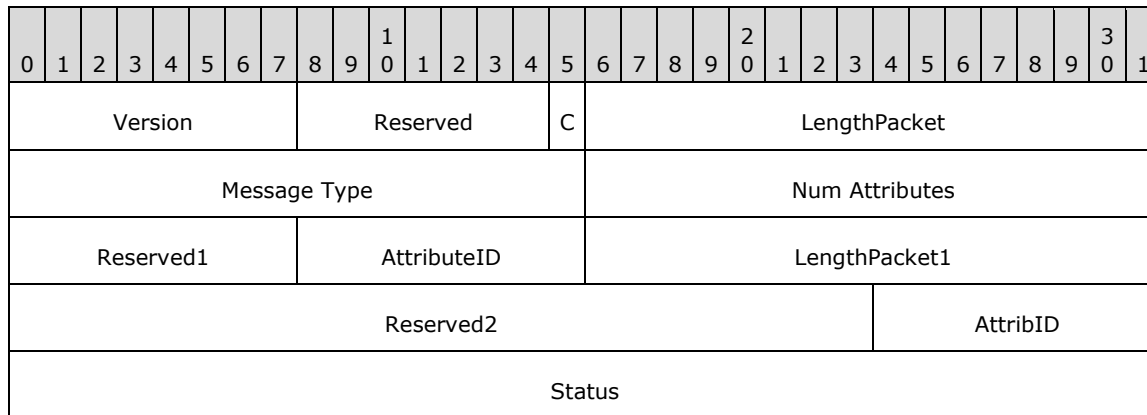 1 2 3
0 1 2 3 4 5 6 7 8 9 0 1 2 3 4 5 6 7 8 9 0 1 2 3 4 5 6 7 8 9 0 1
Version Reserved C LengthPacket
Message Type Num Attributes
Reserved1 AttributeID LengthPacket1
Reserved2 AttribID
Status